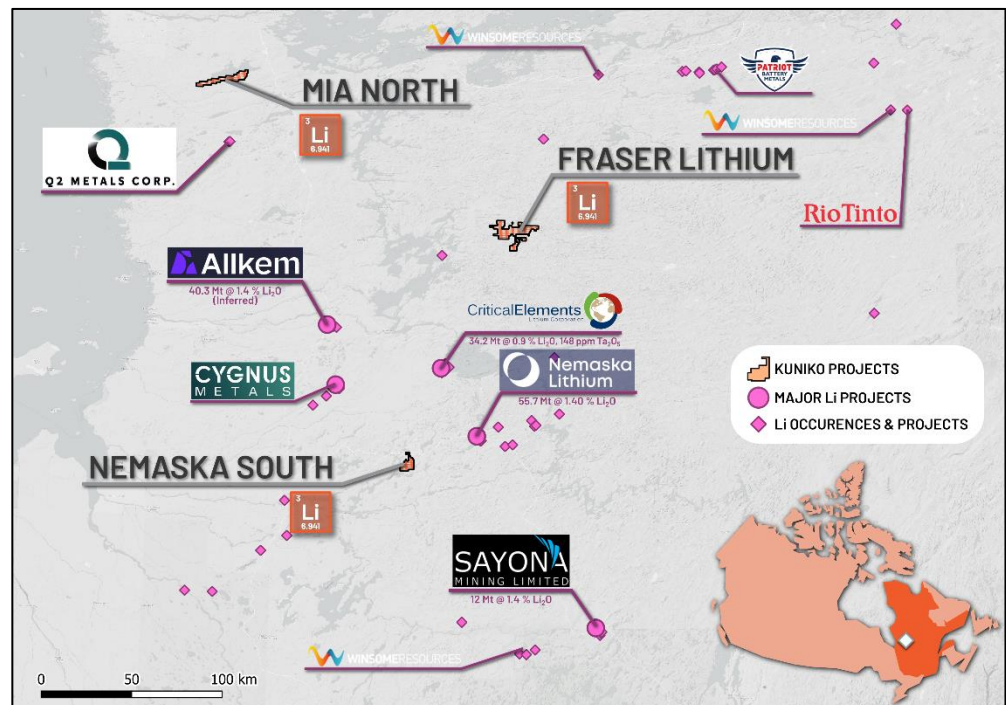 WINSOMERESOURCES
PATRIOT
BATTERY
METALS
MIA NORTH
3
Li
6.941
WINSOMERESOURCES
Q2 METALS CORP.
FRASER LITHIUM
3
Li
6.941
RioTinto
Allkem
40.3 Mt @ 1.4 % Li₂O
(Inferred)
CriticalElements
Lithium Corporation
34.2 Mt @ 0.9 % Li₂O, 148 ppm Ta₂O₅
CYGNUS
METALS
Nemaska
Lithium
55.7 Mt @ 1.40 % Li₂O
KUNIKO PROJECTS
MAJOR Li PROJECTS
Li OCCURENCES & PROJECTS
NEMASKA SOUTH
3
Li
6.941
SAYONA
MINING LIMITED
12 Mt @ 1.4 % Li₂O
WINSOMERESOURCES
0 50 100 km